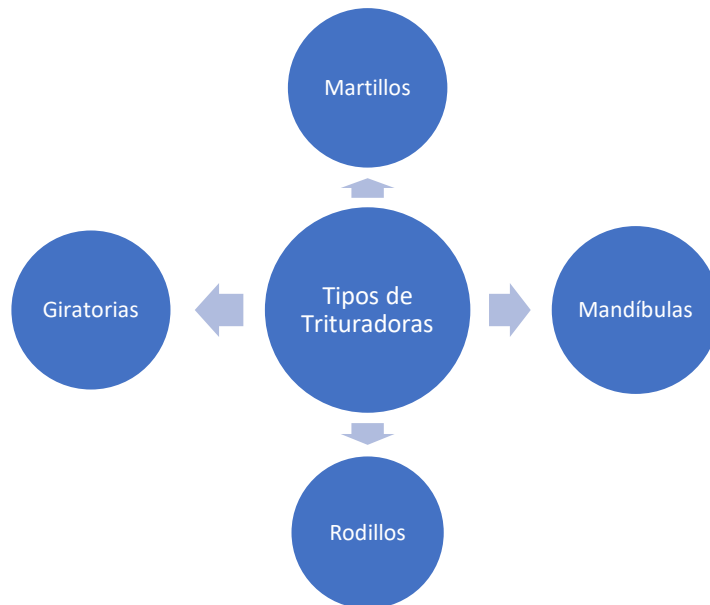 Martillos
Giratorias
Tipos de
Trituradoras
Mandíbulas
Rodillos